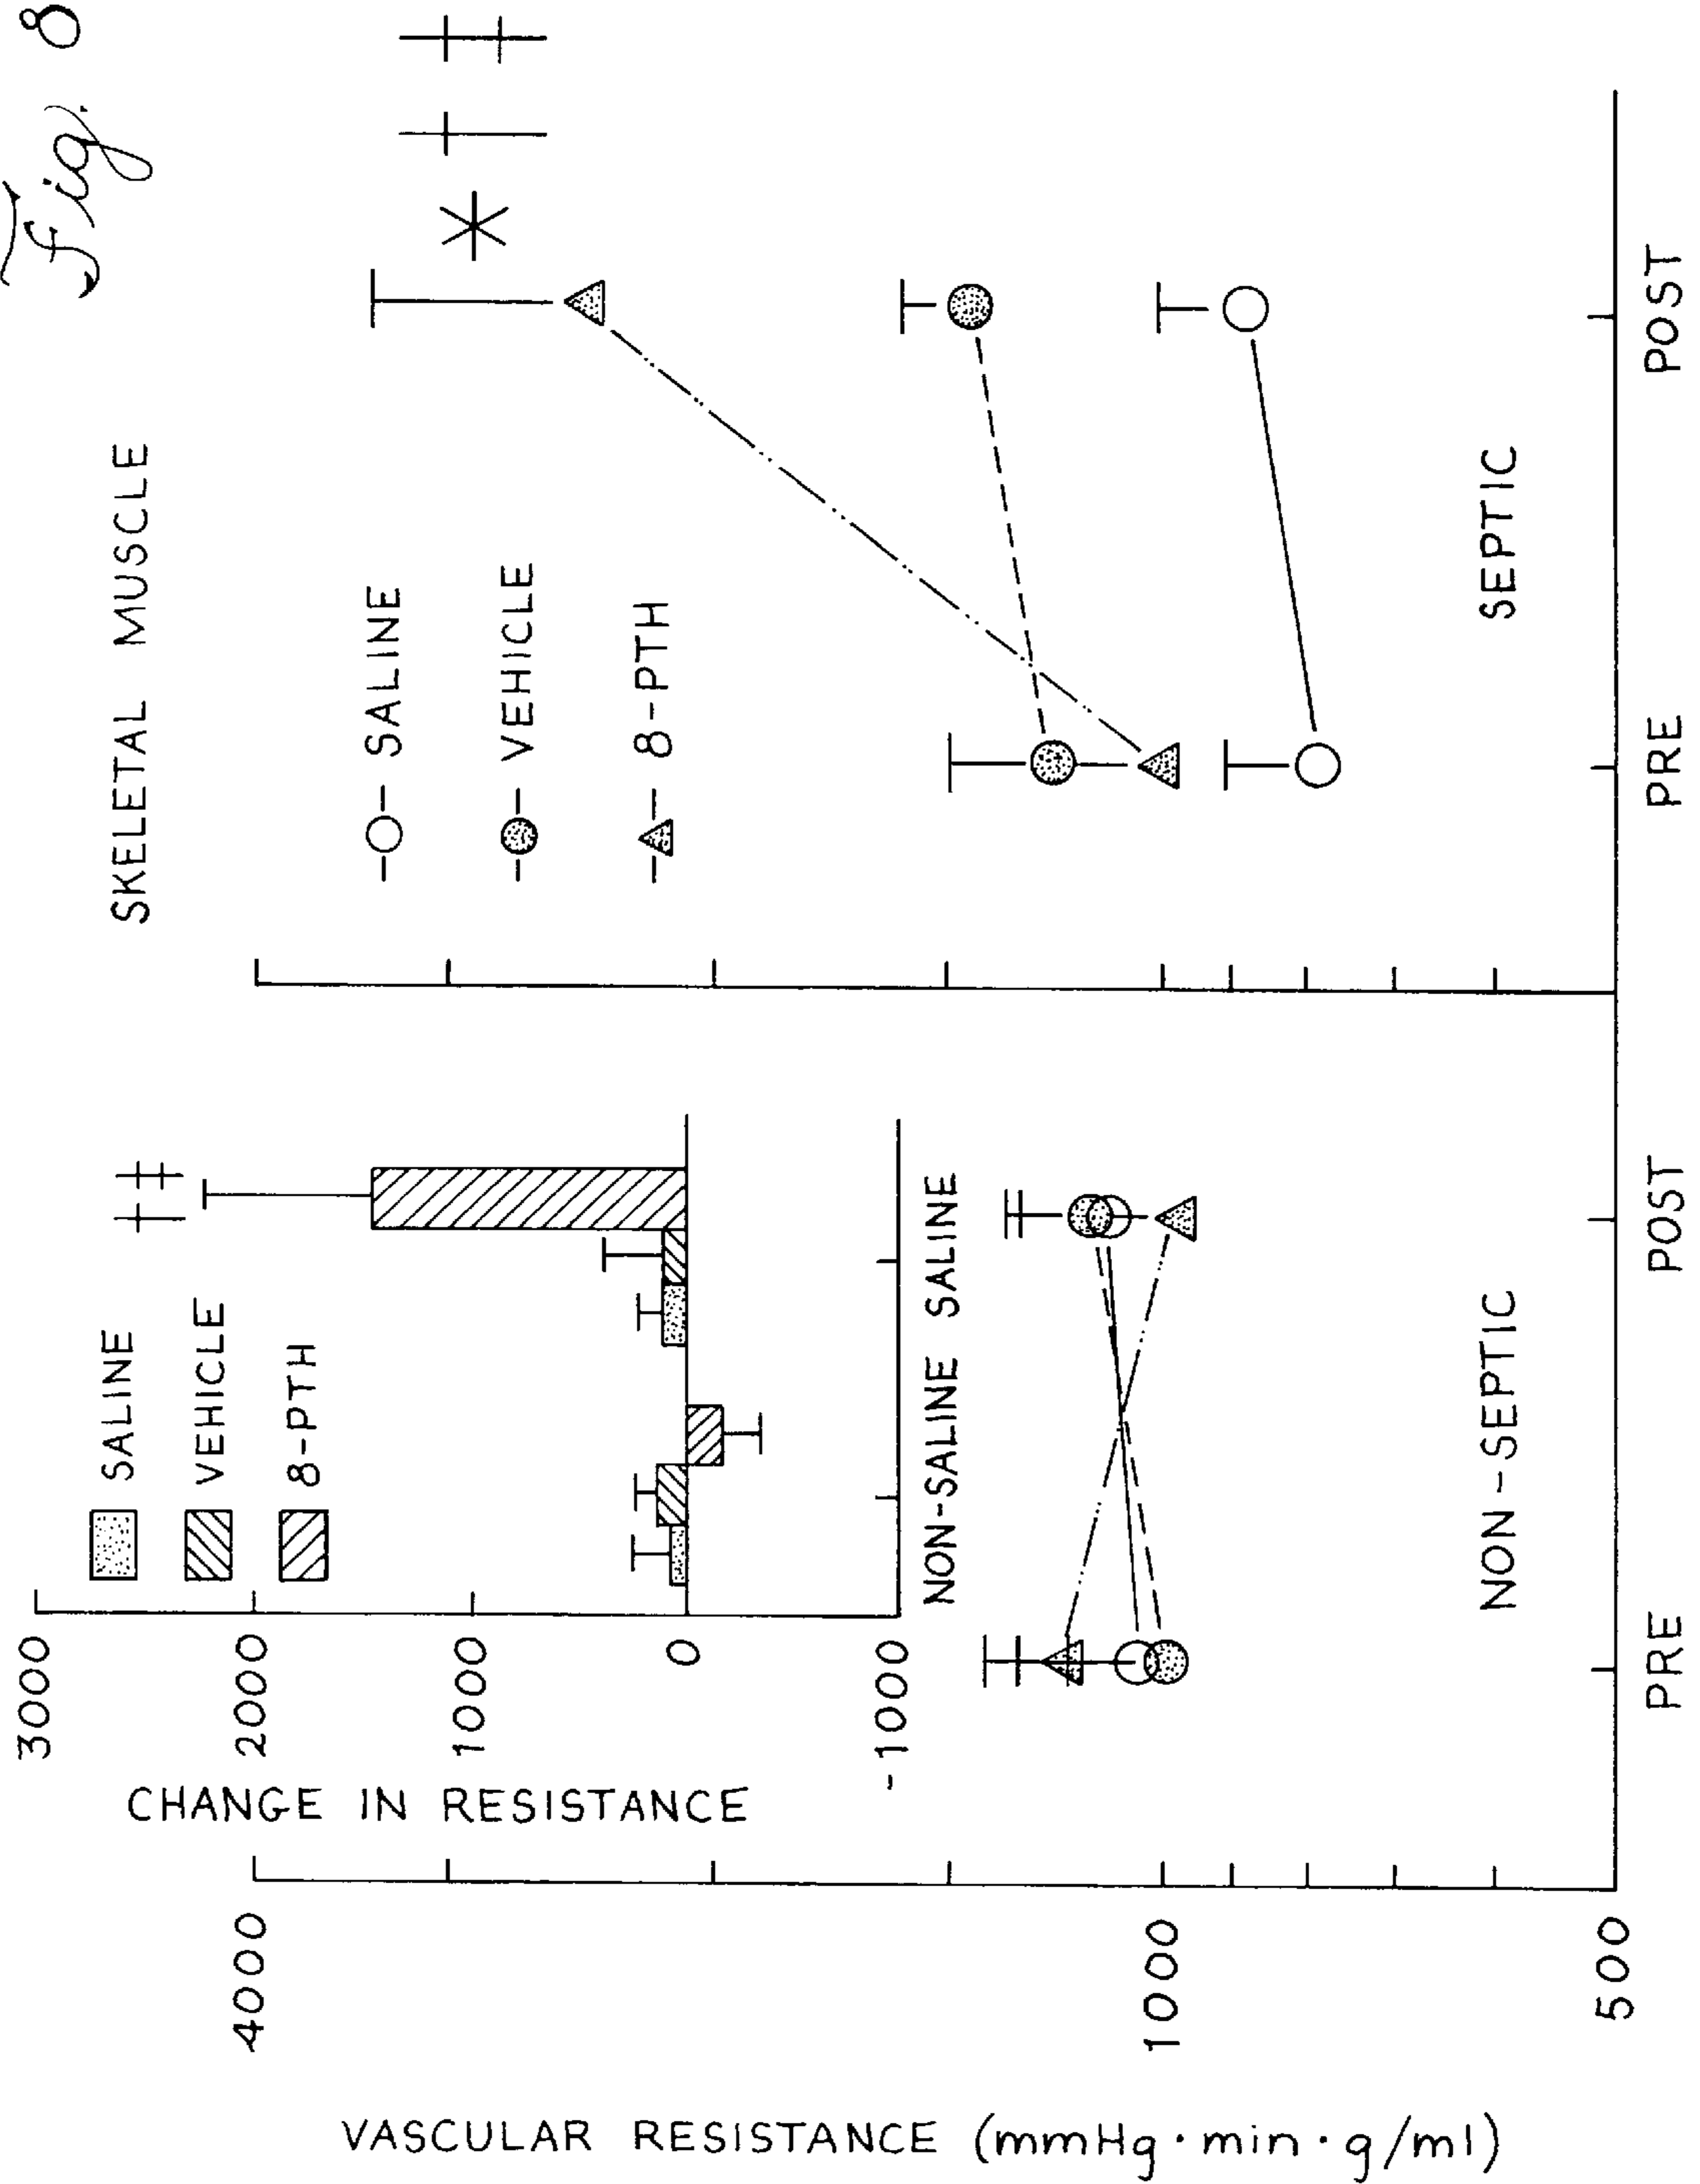 Fig. 8
SKELETAL MUSCLE
3000
2000
1000
0
-1000
CHANGE IN RESISTANCE
SALINE
VEHICLE
8-PTH
† ‡
NON-SALINE SALINE
SALINE
VEHICLE
8-PTH
* † ‡
4000
1000
500
VASCULAR RESISTANCE (mmHg·min·g/ml)
NON-SEPTIC
SEPTIC
PRE
POST
PRE
POST